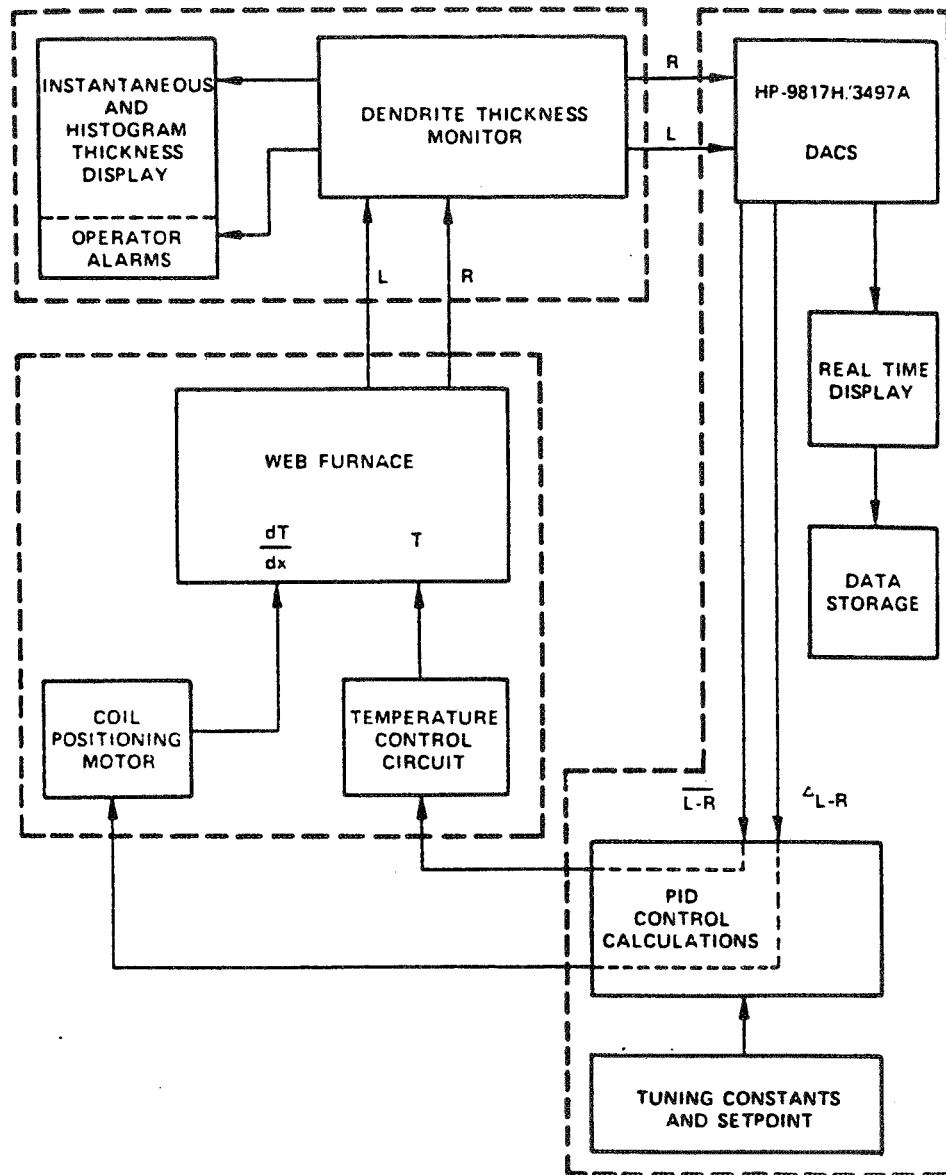 INSTANTANEOUS
AND
HISTOGRAM
THICKNESS
DISPLAY
OPERATOR
ALARMS
DENDRITE THICKNESS
MONITOR
R
L
HP-9817H/3497A
DACS
L
R
REAL TIME
DISPLAY
WEB FURNACE
dT
dx
T
DATA
STORAGE
COIL
POSITIONING
MOTOR
TEMPERATURE
CONTROL
CIRCUIT
L-R
ΔL-R
PID
CONTROL
CALCULATIONS
TUNING CONSTANTS
AND SETPOINT